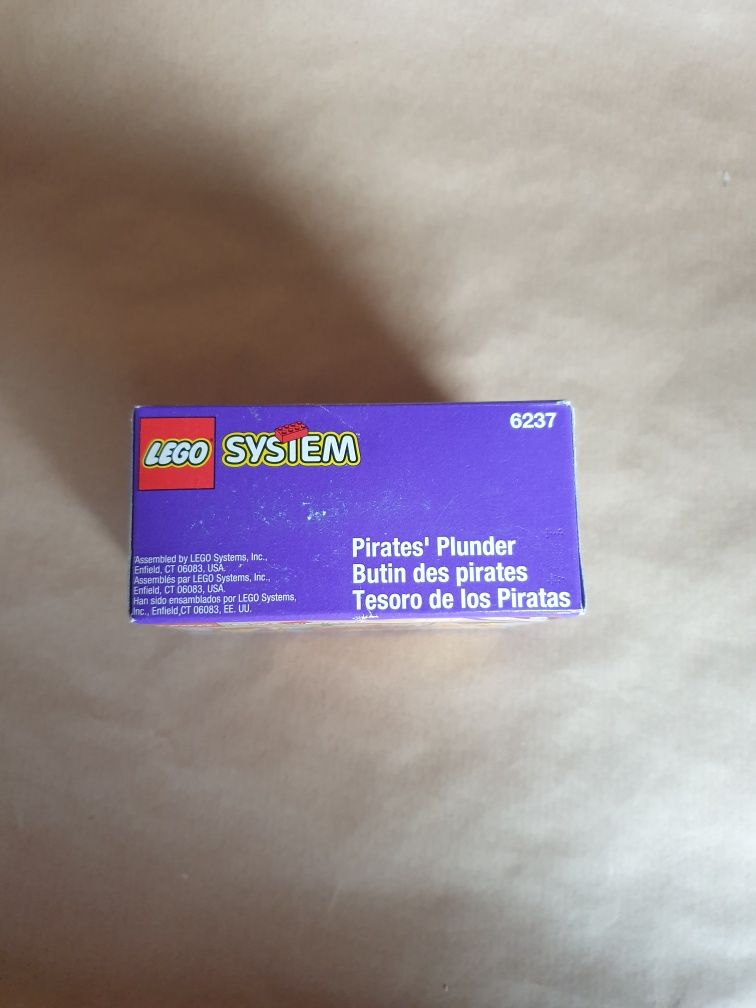 6237
LEGO SYSTEM
Pirates' Plunder
Butin des pirates
Tesoro de los Piratas
Assembled by LEGO Systems, Inc.,
Enfield, CT 06083, USA.
Assemblés par LEGO Systems, Inc.,
Enfield, CT 06083, USA.
Han sido ensamblados por LEGO Systems,
Inc., Enfield,CT 06083, EE. UU.